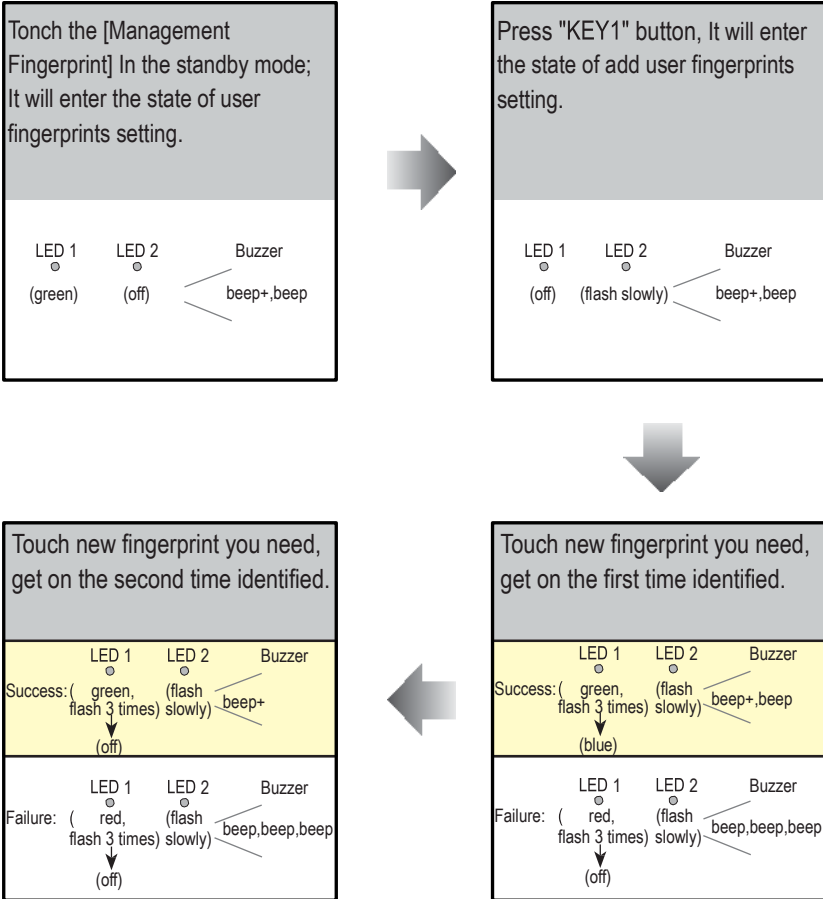 Tonch the [Management
Fingerprint] In the standby mode;
It will enter the state of user
fingerprints setting.
LED 1 LED 2 Buzzer
(green) (off) beep+,beep
Press "KEY1" button, It will enter
the state of add user fingerprints
setting.
LED 1 LED 2 Buzzer
(off) (flash slowly) beep+,beep
Touch new fingerprint you need,
get on the first time identified.
LED 1 LED 2 Buzzer
Success: ( green, (flash
flash 3 times) slowly) beep+,beep
(blue)
LED 1 LED 2 Buzzer
Failure: ( red, (flash
flash 3 times) slowly) beep,beep,beep
(off)
Touch new fingerprint you need,
get on the second time identified.
LED 1 LED 2 Buzzer
Success: ( green, (flash
flash 3 times) slowly) beep+
(off)
LED 1 LED 2 Buzzer
Failure: ( red, (flash
flash 3 times) slowly) beep,beep,beep
(off)